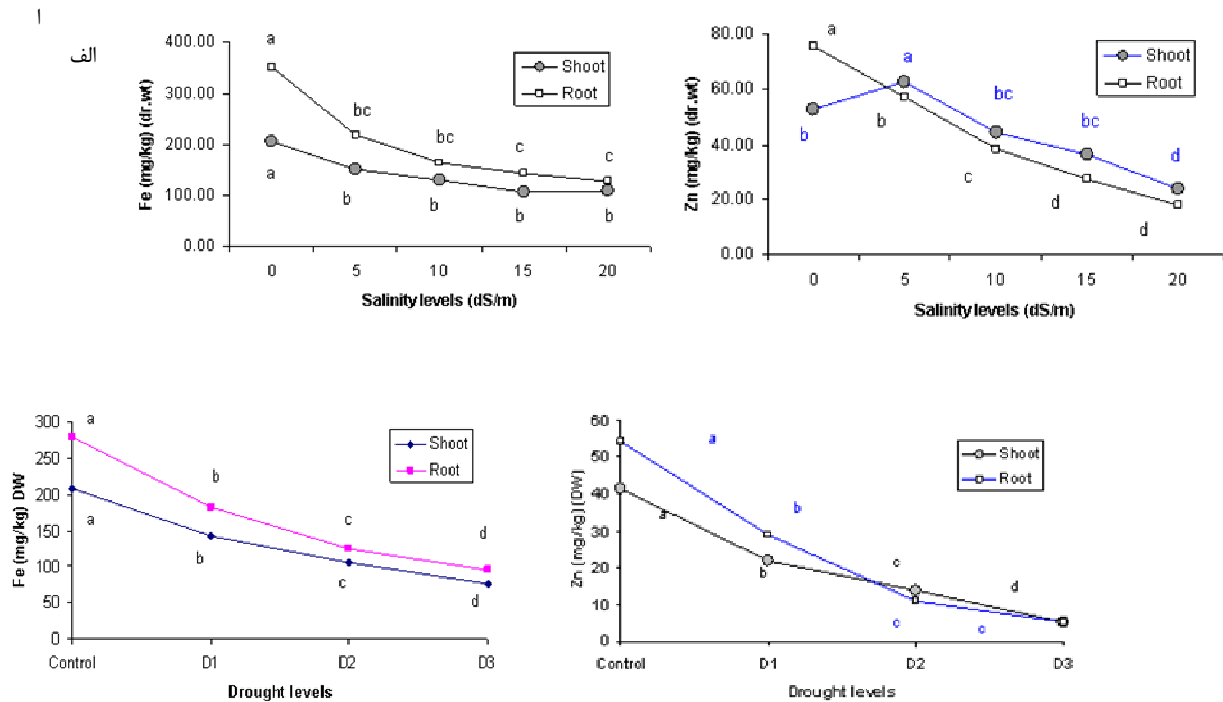 ا
الف
400.00
300.00
200.00
100.00
0.00
Fe (mg/kg) (dr.wt)
a
bc
bc
c
c
a
b
b
b
b
Shoot
Root
0 5 10 15 20
Salinity levels (dS/m)
80.00
60.00
40.00
20.00
0.00
Zn (mg/kg) (dr.wt)
a
a
bc
bc
d
b
b
c
d
d
Shoot
Root
0 5 10 15 20
Salinity levels (dS/m)
300
250
200
150
100
50
0
Fe (mg/kg) DW
a
b
c
d
a
b
c
d
Shoot
Root
Control D1 D2 D3
Drought levels
60
50
40
30
20
10
0
Zn (mg/kg) (DW)
a
b
a
b
c
d
c
c
Shoot
Root
Control D1 D2 D3
Drought levels